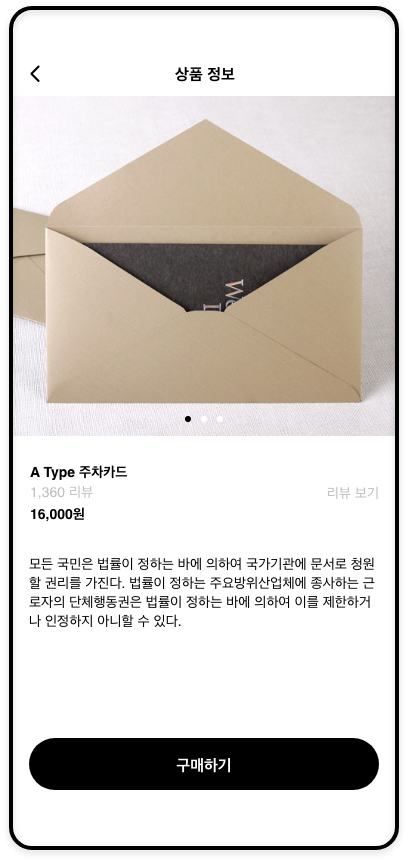 상품 정보
We
A Type 주차카드
1,360 리뷰
리뷰 보기
16,000원
모든 국민은 법률이 정하는 바에 의하여 국가기관에 문서로 청원
할 권리를 가진다. 법률이 정하는 주요방위산업체에 종사하는 근
로자의 단체행동권은 법률이 정하는 바에 의하여 이를 제한하거
나 인정하지 아니할 수 있다.
구매하기